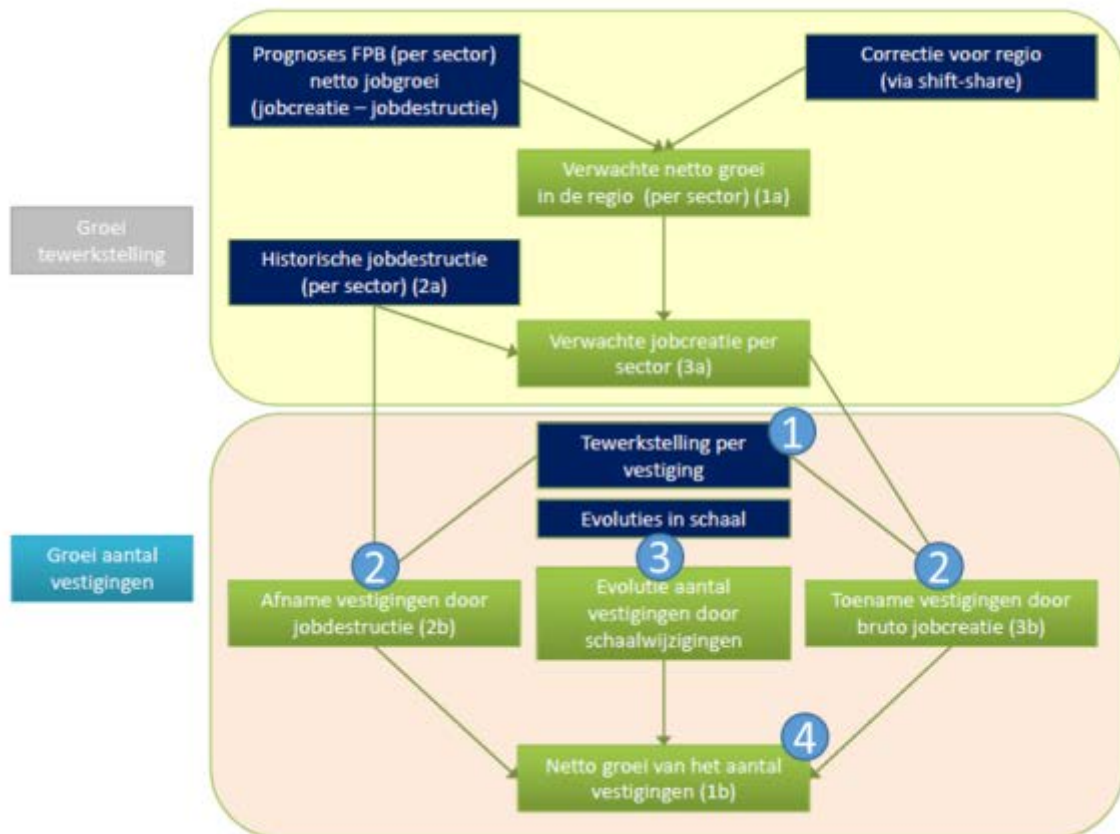 Prognoses FPB (per sector)
netto jobgroei
(jobcreatie – jobdestructie)
Correctie voor regio
(via shift-share)
Verwachte netto groei
in de regio (per sector) (1a)
Groei
tewerkstelling
Historische jobdestructie
(per sector) (2a)
Verwachte jobcreatie per
sector (3a)
1
Tewerkstelling per
vestiging
Evoluties in schaal
Groei aantal
vestigingen
2
3
2
Afname vestigingen door
jobdestructie (2b)
Evolutie aantal
vestigingen door
schaalwijzigingen
Toename vestigingen door
bruto jobcreatie (3b)
4
Netto groei van het aantal
vestigingen (1b)